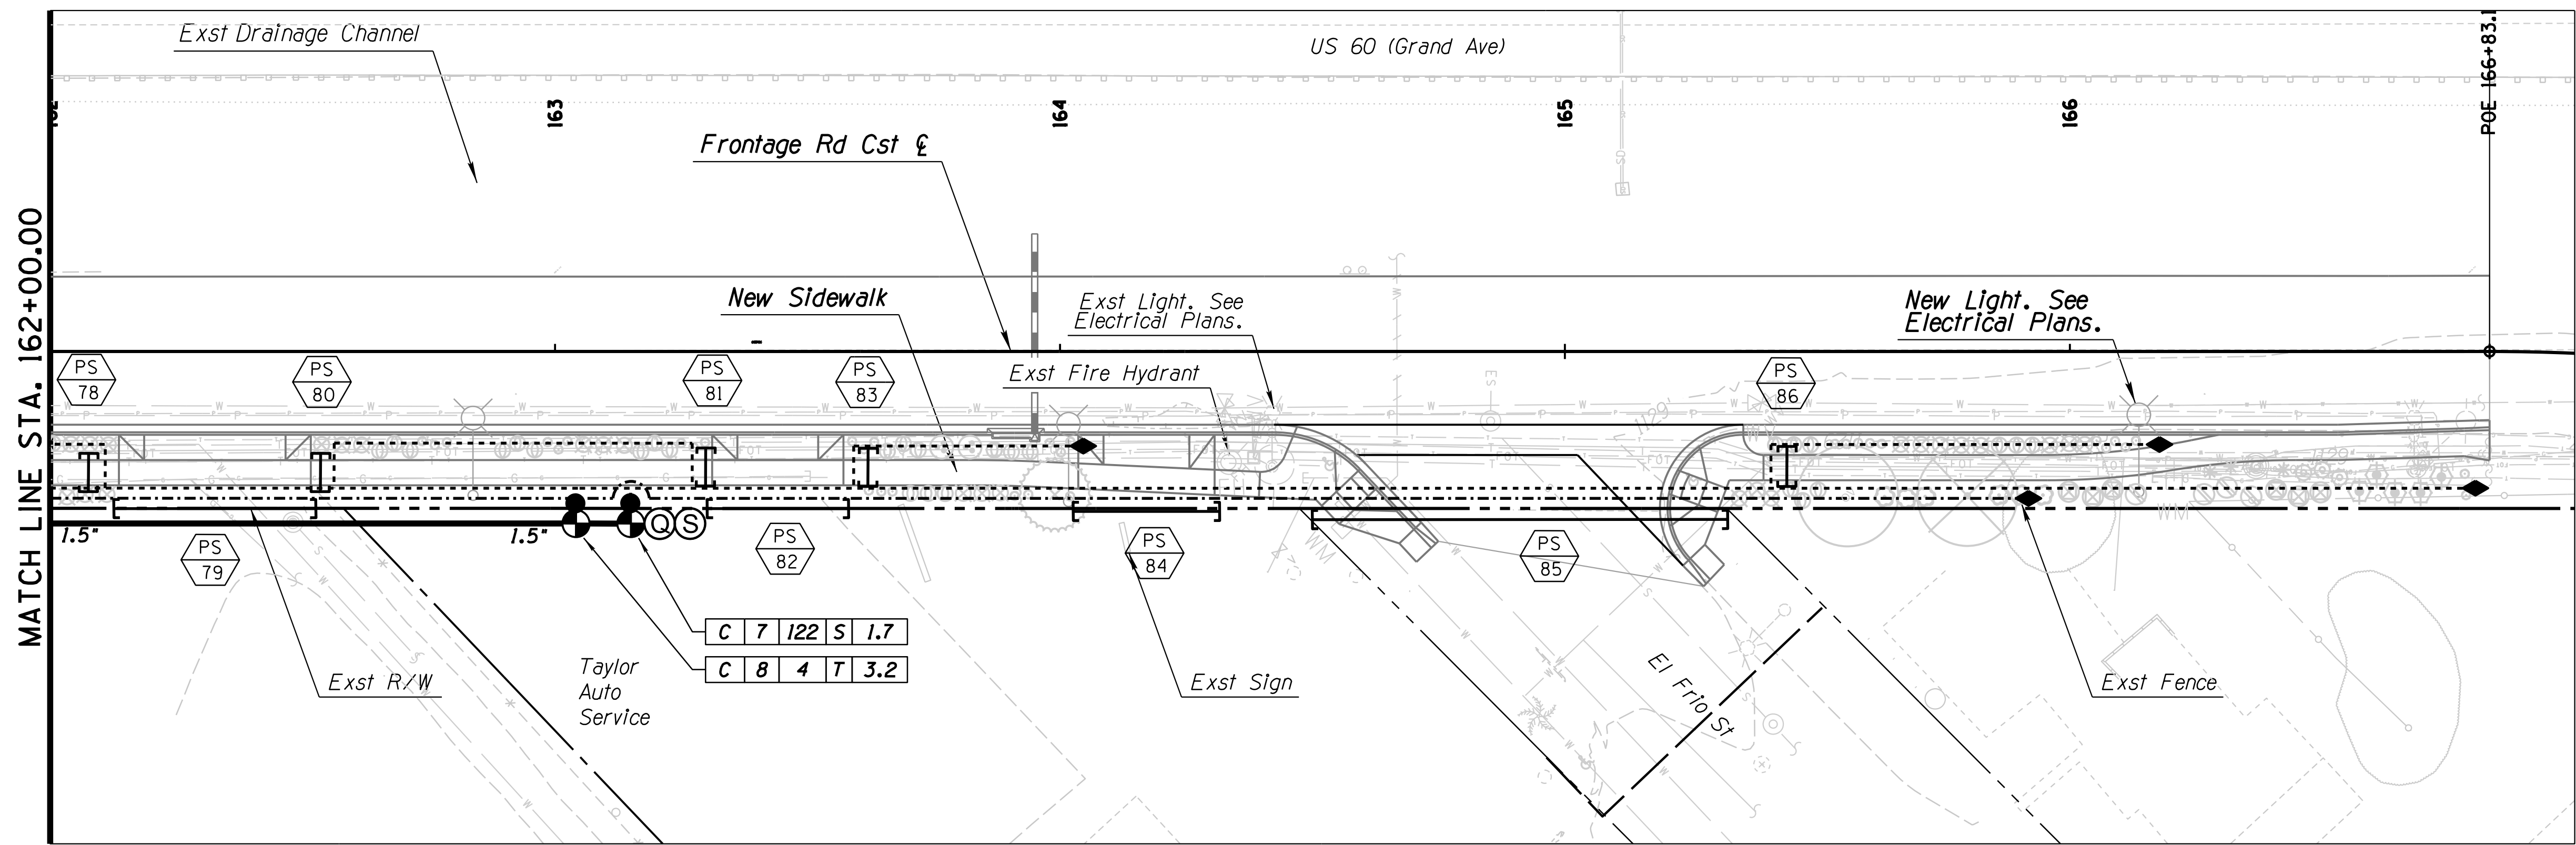 Exst Drainage Channel
US 60 (Grand Ave)
POE 166+83.1
163
164
165
166
Frontage Rd Cst ℄
MATCH LINE STA. 162+00.00
New Sidewalk
Exst Light. See
Electrical Plans.
New Light. See
Electrical Plans.
Exst Fire Hydrant
PS
78
PS
80
PS
81
PS
83
PS
86
1129'
1.5"
1.5"
Q S
PS
79
PS
82
PS
84
PS
85
WM
WM
C 7 122 S 1.7
C 8 4 T 3.2
Exst R/W
Taylor
Auto
Service
Exst Sign
El Frio St
Exst Fence